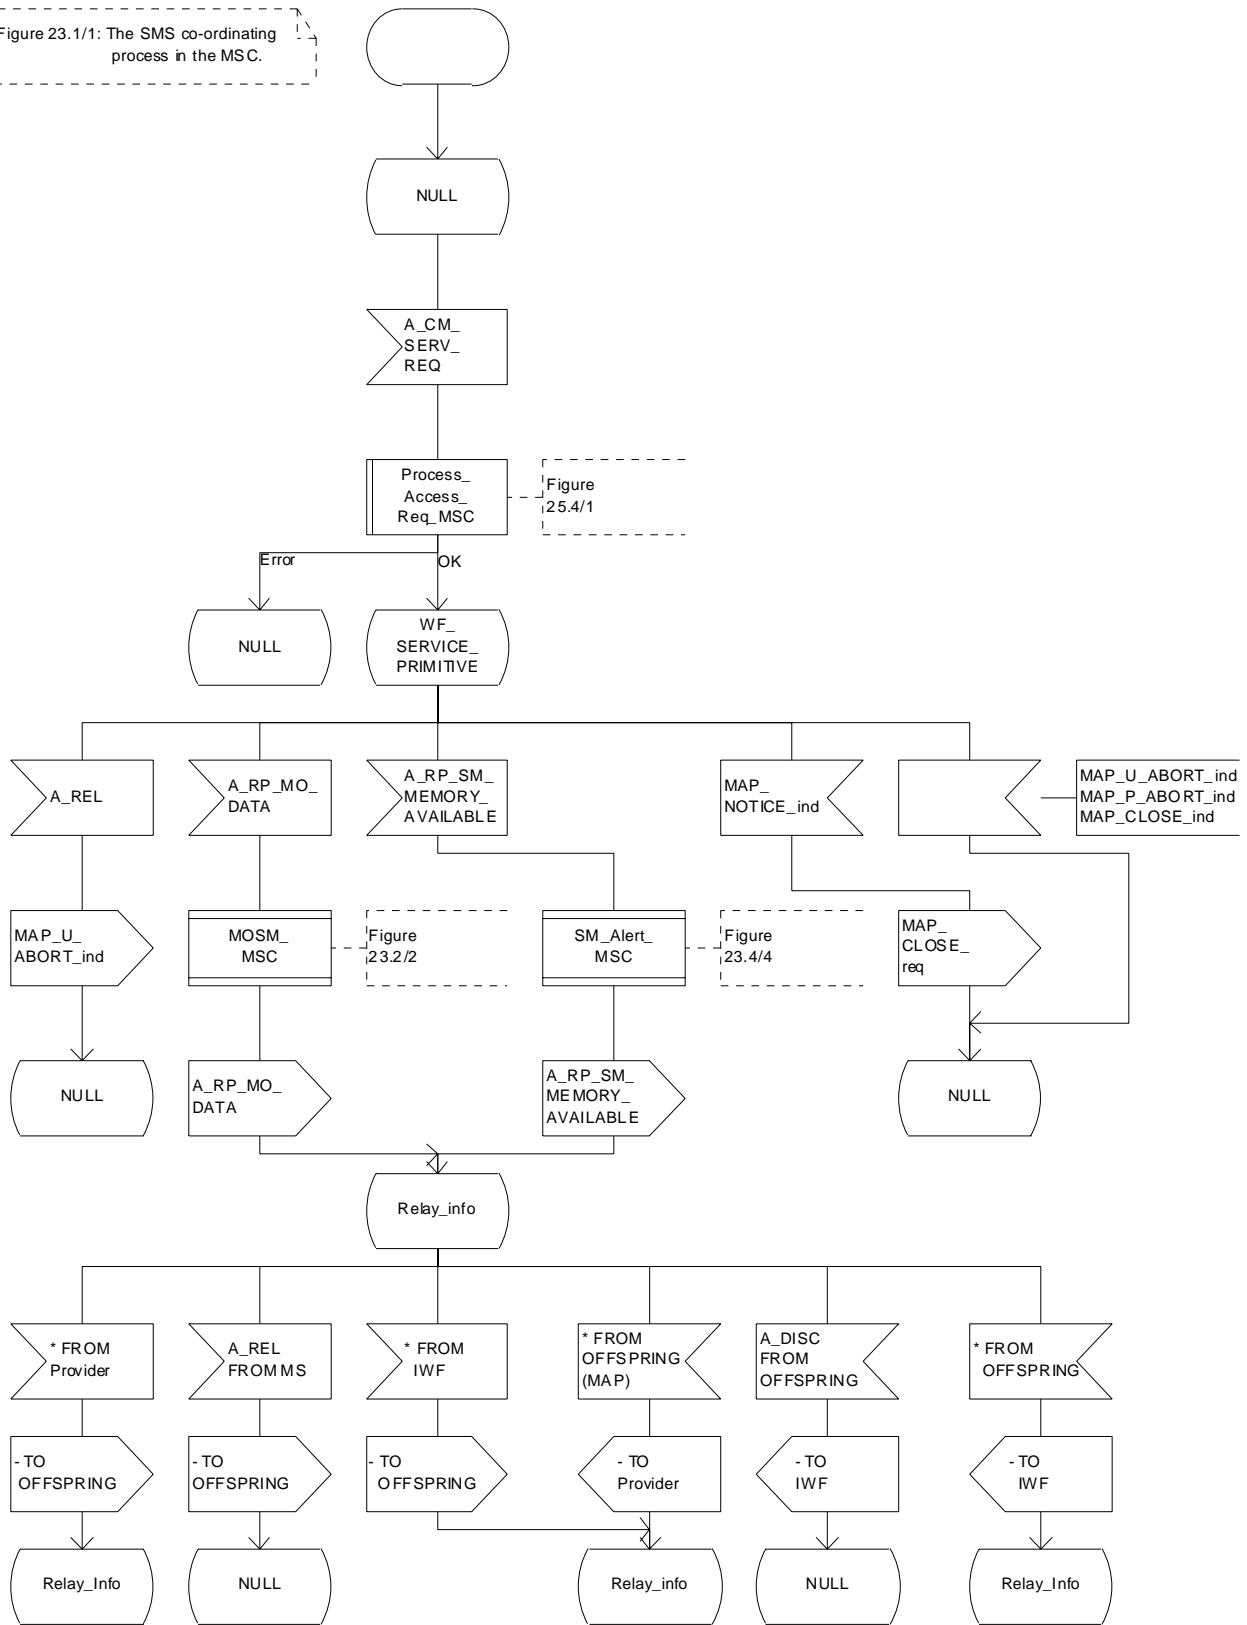 Figure 23.1/1: The SMS co-ordinating
process in the MSC.
NULL
A_CM_
SERV_
REQ
Process_
Access_
Req_MSC
Figure
25.4/1
Error
OK
NULL
WF_
SERVICE_
PRIMITIVE
A_REL
A_RP_MO_
DATA
A_RP_SM_
MEMORY_
AVAILABLE
MAP_
NOTICE_ind
MAP_U_ABORT_ind
MAP_P_ABORT_ind
MAP_CLOSE_ind
MAP_U_
ABORT_ind
MOSM_
MSC
Figure
23.2/2
SM_Alert_
MSC
Figure
23.4/4
MAP_
CLOSE_
req
NULL
A_RP_MO_
DATA
A_RP_SM_
MEMORY_
AVAILABLE
NULL
Relay_info
* FROM
Provider
A_REL
FROM MS
* FROM
IWF
* FROM
OFFSPRING
(MAP)
A_DISC
FROM
OFFSPRING
* FROM
OFFSPRING
- TO
OFFSPRING
- TO
OFFSPRING
- TO
OFFSPRING
- TO
Provider
- TO
IWF
- TO
IWF
Relay_Info
NULL
Relay_info
NULL
Relay_Info